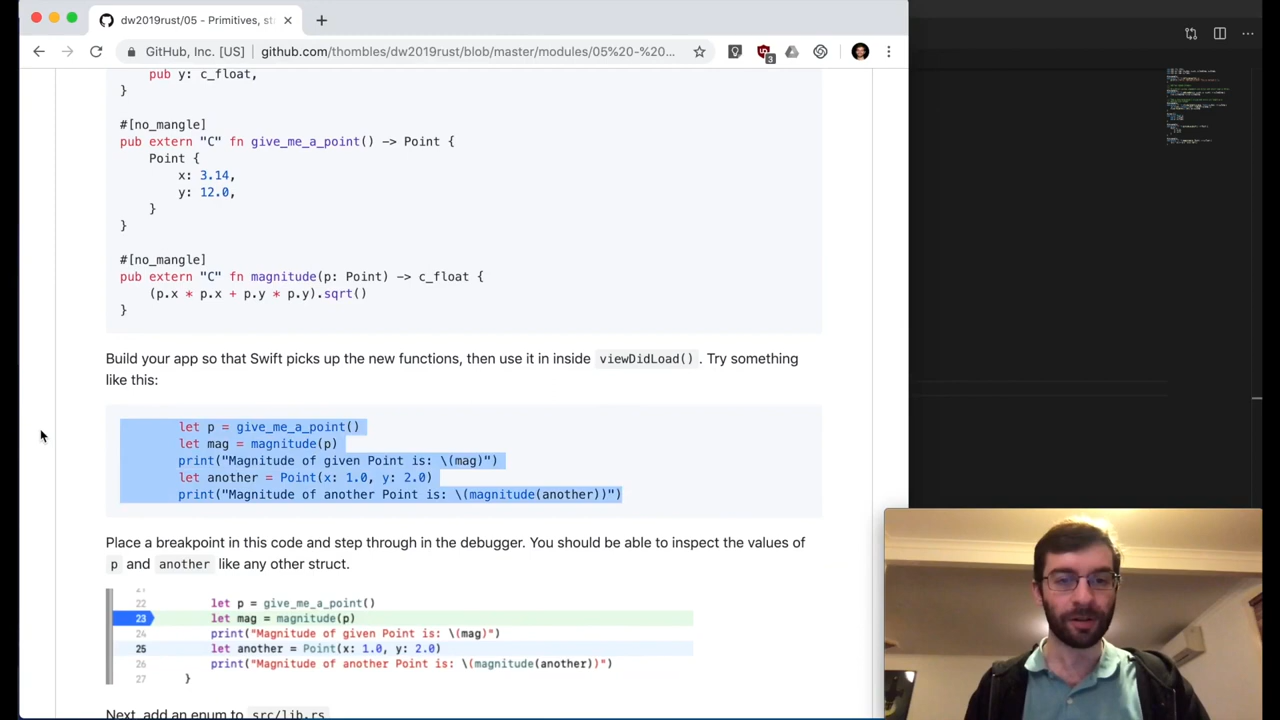 dw2019rust/05 - Primitives, st
GitHub, Inc. [US] github.com/thombles/dw2019rust/blob/master/modules/05%20-%20...
3
pub y: c_float,
}
#[no_mangle]
pub extern "C" fn give_me_a_point() -> Point {
Point {
x: 3.14,
y: 12.0,
}
}
#[no_mangle]
pub extern "C" fn magnitude(p: Point) -> c_float {
(p.x * p.x + p.y * p.y).sqrt()
}
Build your app so that Swift picks up the new functions, then use it in inside viewDidLoad() . Try something
like this:
let p = give_me_a_point()
let mag = magnitude(p)
print("Magnitude of given Point is: \(mag)")
let another = Point(x: 1.0, y: 2.0)
print("Magnitude of another Point is: \(magnitude(another))")
Place a breakpoint in this code and step through in the debugger. You should be able to inspect the values of
p and another like any other struct.
22 let p = give_me_a_point()
23 let mag = magnitude(p)
24 print("Magnitude of given Point is: \(mag)")
25 let another = Point(x: 1.0, y: 2.0)
26 print("Magnitude of another Point is: \(magnitude(another))")
27 }
Next, add an enum to src/lib.rs